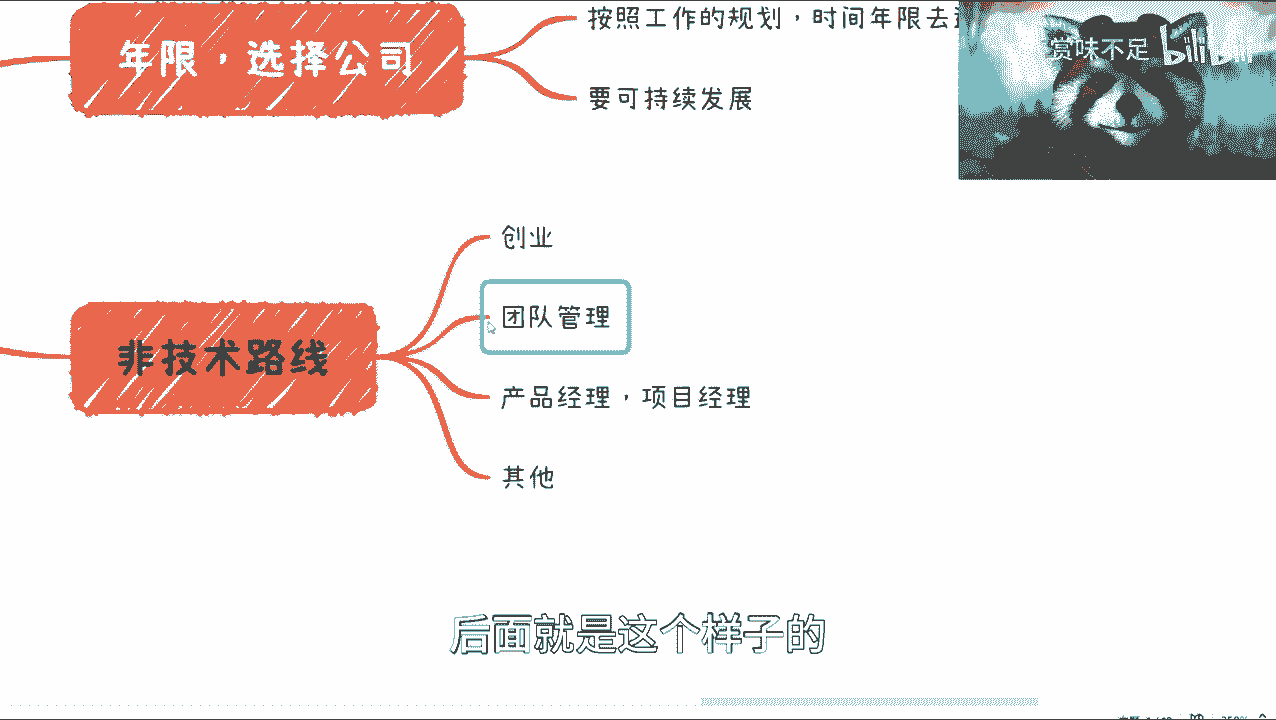 按照工作的规划，时间年限去
赏味不足 bilibili
年限，选择公司
要可持续发展
创业
团队管理
非技术路线
产品经理，项目经理
其他
后面就是这个样子的